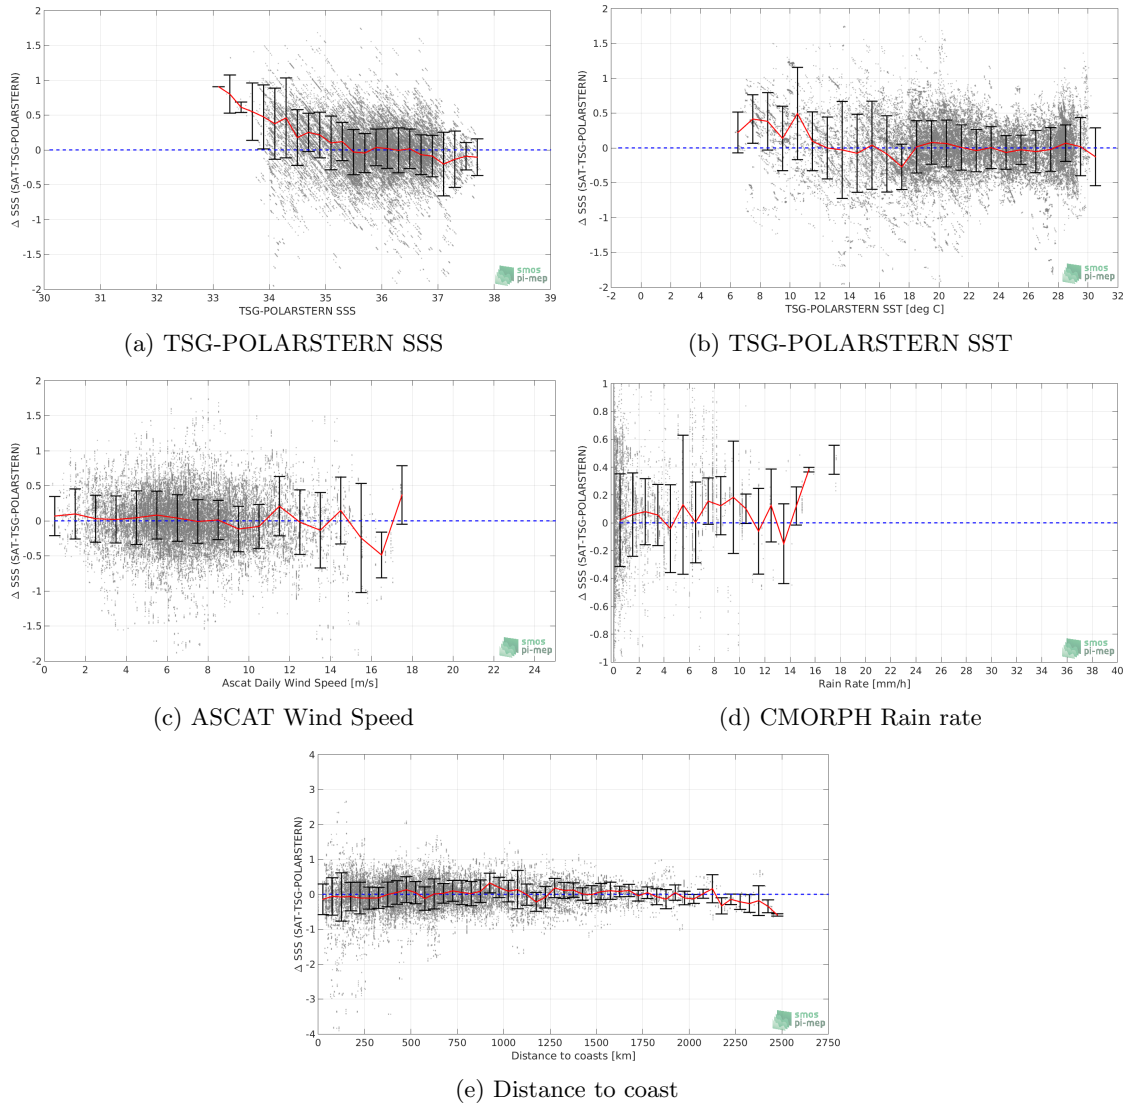 Δ SSS (SAT-TSG-POLARSTERN)
2
1.5
1
0.5
0
-0.5
-1
-1.5
-2
30 31 32 33 34 35 36 37 38 39
TSG-POLARSTERN SSS
smos
pi-mep
(a) TSG-POLARSTERN SSS
Δ SSS (SAT-TSG-POLARSTERN)
2
1.5
1
0.5
0
-0.5
-1
-1.5
-2
-2 0 2 4 6 8 10 12 14 16 18 20 22 24 26 28 30 32
TSG-POLARSTERN SST [deg C]
smos
pi-mep
(b) TSG-POLARSTERN SST
Δ SSS (SAT-TSG-POLARSTERN)
2
1.5
1
0.5
0
-0.5
-1
-1.5
-2
0 2 4 6 8 10 12 14 16 18 20 22 24
Ascat Daily Wind Speed [m/s]
smos
pi-mep
(c) ASCAT Wind Speed
Δ SSS (SAT-TSG-POLARSTERN)
1
0.8
0.6
0.4
0.2
0
-0.2
-0.4
-0.6
-0.8
-1
0 2 4 6 8 10 12 14 16 18 20 22 24 26 28 30 32 34 36 38 40
Rain Rate [mm/h]
smos
pi-mep
(d) CMORPH Rain rate
Δ SSS (SAT-TSG-POLARSTERN)
4
3
2
1
0
-1
-2
-3
-4
0 250 500 750 1000 1250 1500 1750 2000 2250 2500 2750
Distance to coasts [km]
smos
pi-mep
(e) Distance to coast